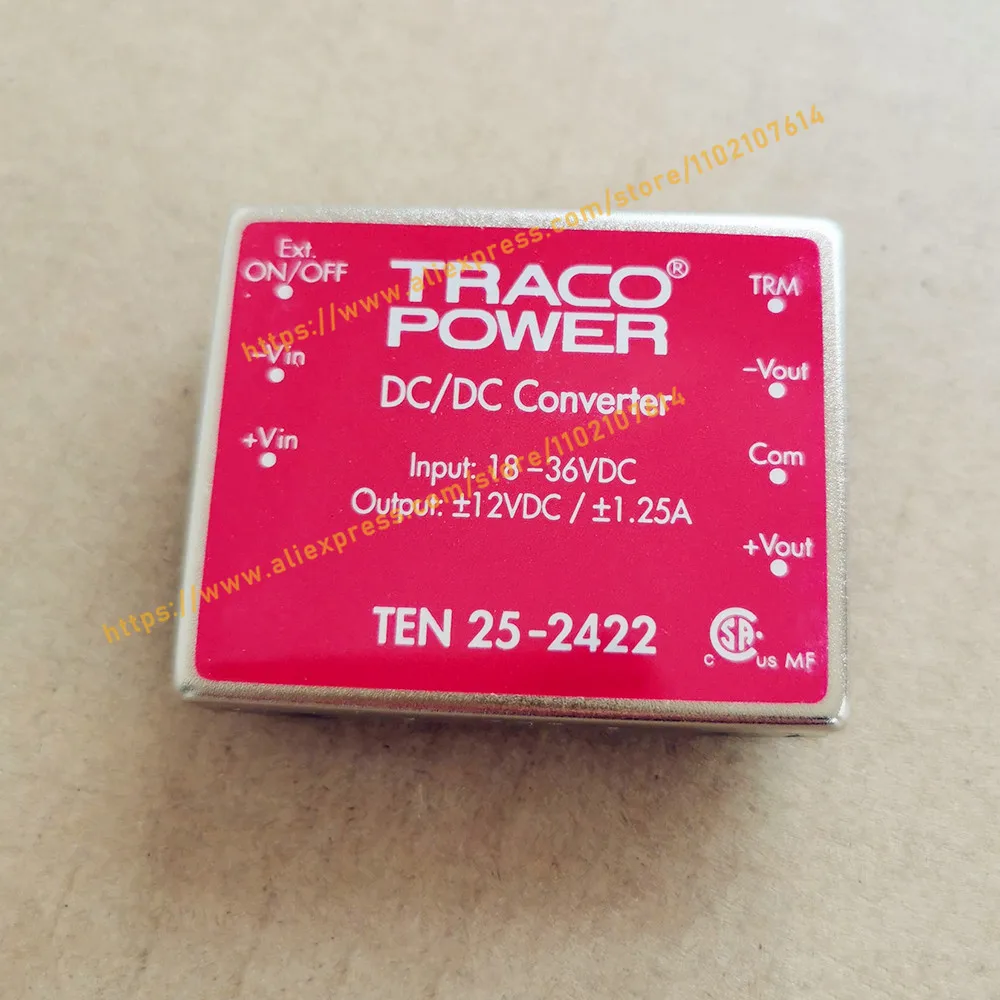 Ext.
ON/OFF
-Vin
+Vin
TRACO®
POWER
DC/DC Converter
Input: 18-36VDC
Output: ±12VDC / ±1.25A
TEN 25-2422
TRM
-Vout
Com
+Vout
C SA US MF
https://www.aliexpress.com/store/1102107614
https://www.aliexpress.com/store/1102107614